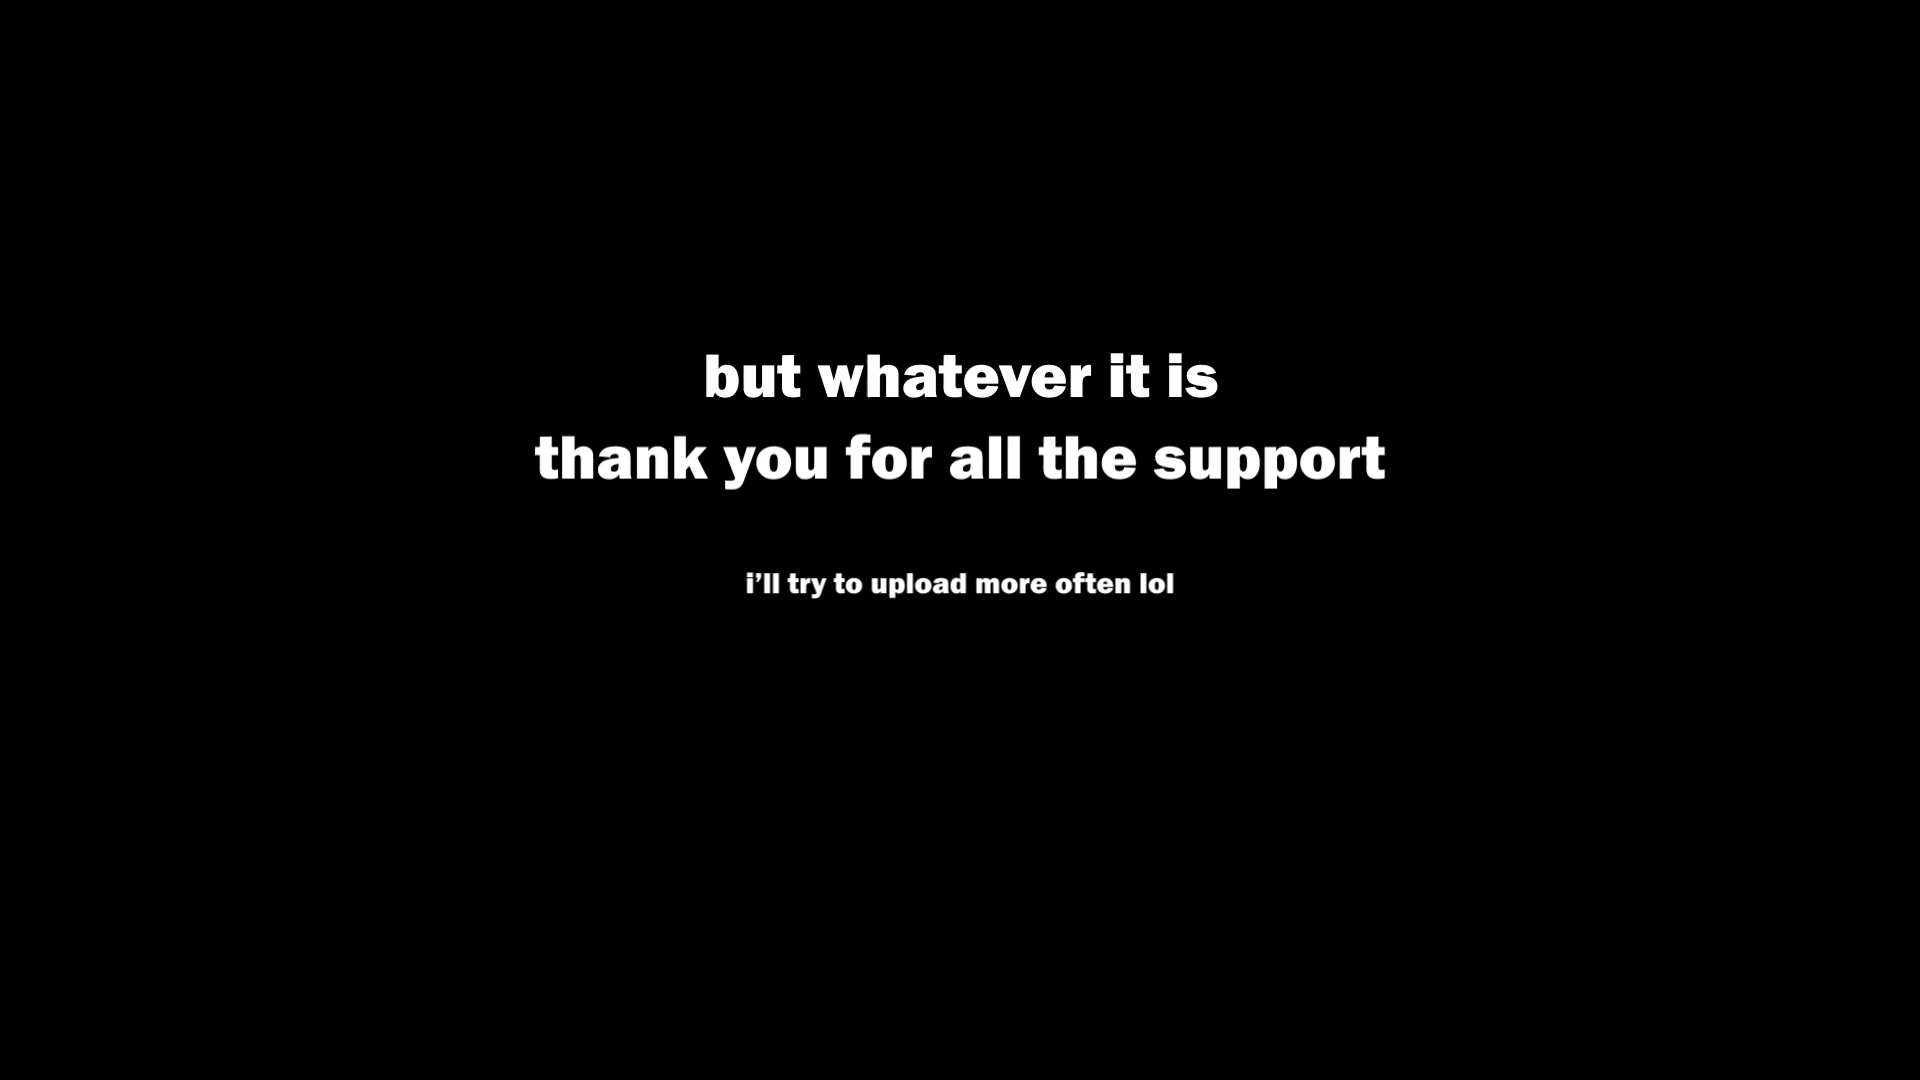 but whatever it is
thank you for all the support
i’ll try to upload more often lol